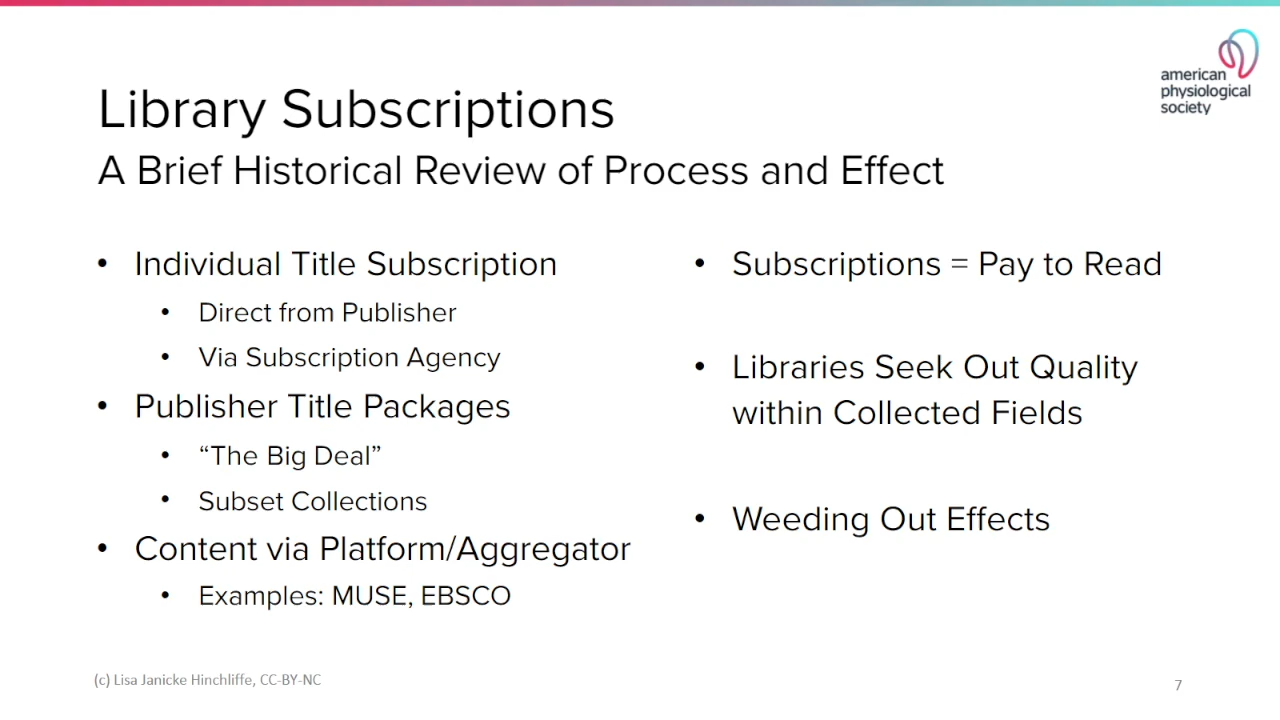 american
physiological
society
Library Subscriptions
A Brief Historical Review of Process and Effect
• Individual Title Subscription
• Direct from Publisher
• Via Subscription Agency
• Publisher Title Packages
• “The Big Deal”
• Subset Collections
• Content via Platform/Aggregator
• Examples: MUSE, EBSCO
• Subscriptions = Pay to Read
• Libraries Seek Out Quality
within Collected Fields
• Weeding Out Effects
(c) Lisa Janicke Hinchliffe, CC-BY-NC
7